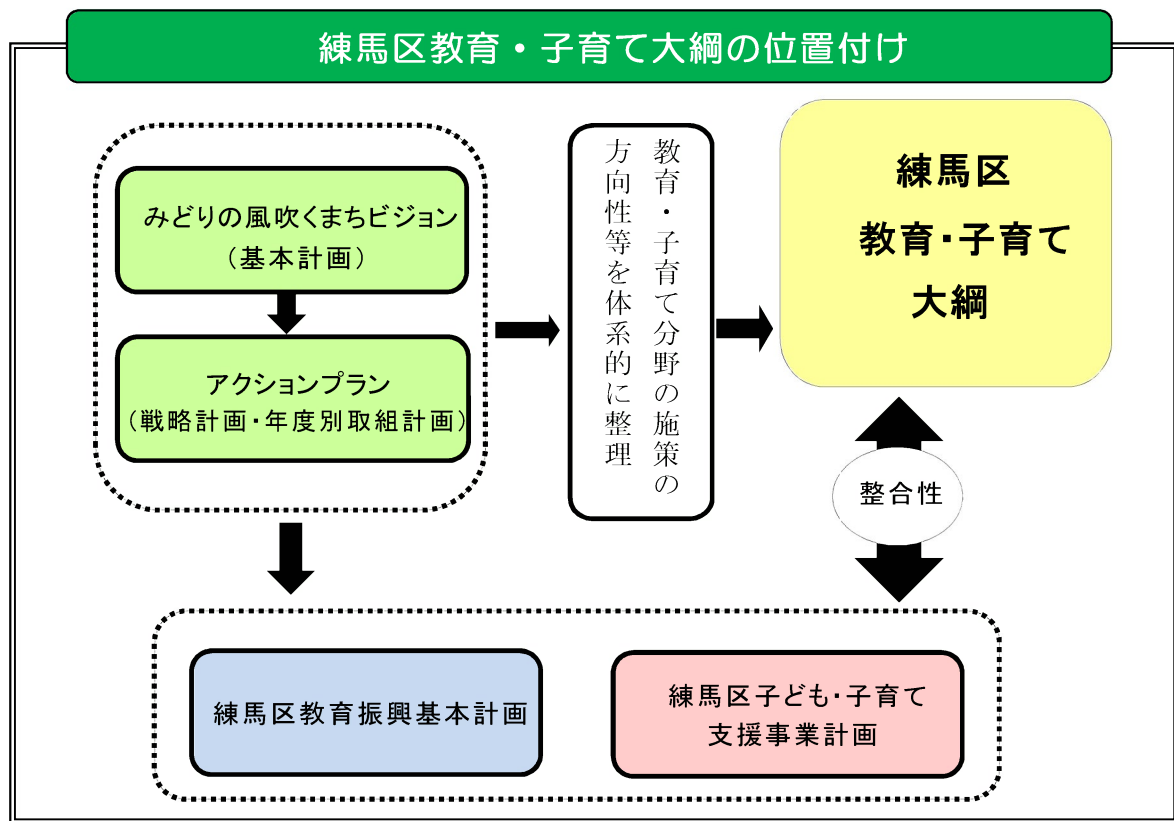 練馬区教育・子育て大綱の位置付け
みどりの風吹くまちビジョン
（基本計画）
アクションプラン
（戦略計画・年度別取組計画）
教育・子育て分野の施策の
方向性等を体系的に整理
練馬区
教育・子育て
大綱
整合性
練馬区教育振興基本計画
練馬区子ども・子育て
支援事業計画